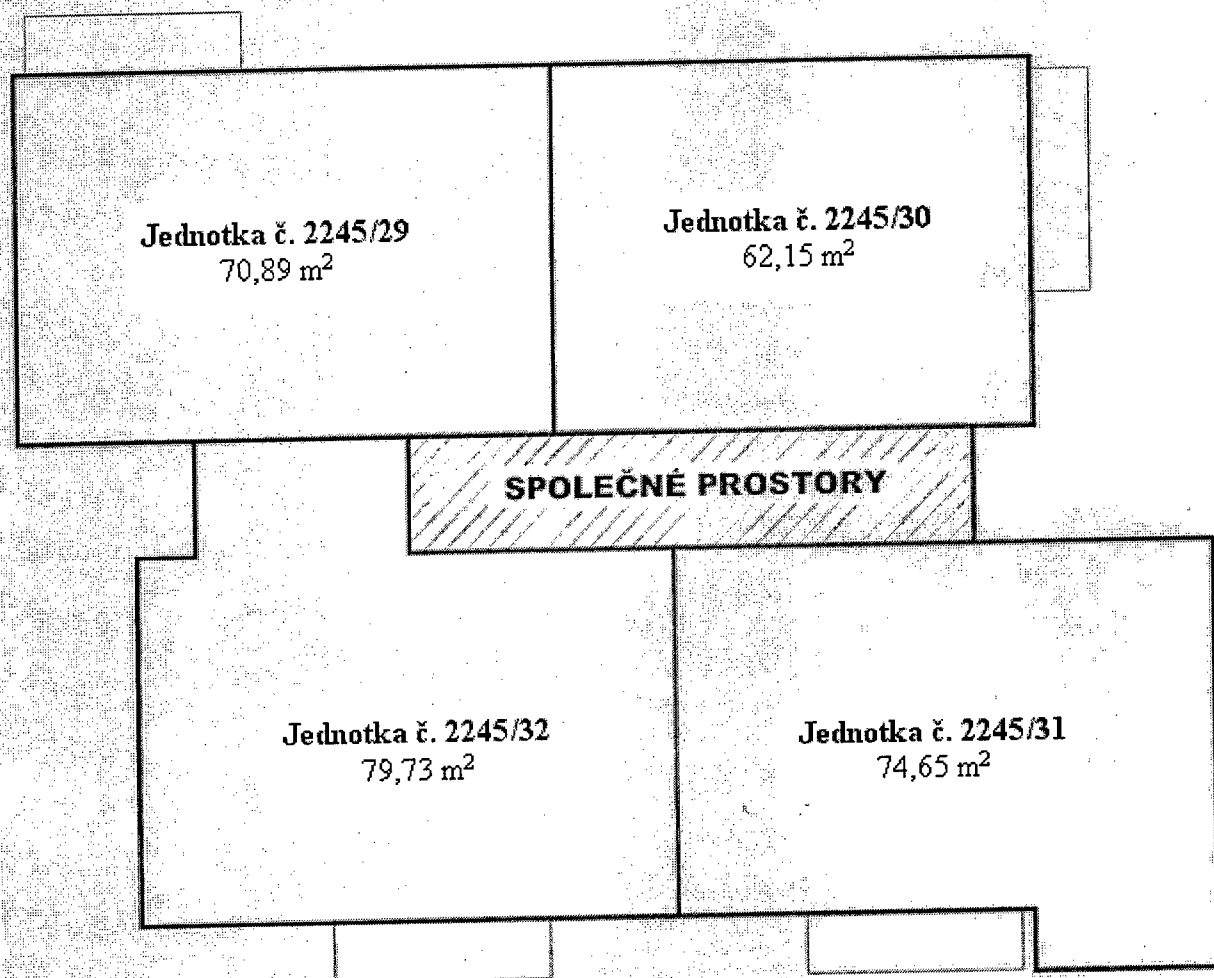 Jednotka č. 2245/29
70,89 m²
Jednotka č. 2245/30
62,15 m²
SPOLEČNÉ PROSTORY
Jednotka č. 2245/32
79,73 m²
Jednotka č. 2245/31
74,65 m²